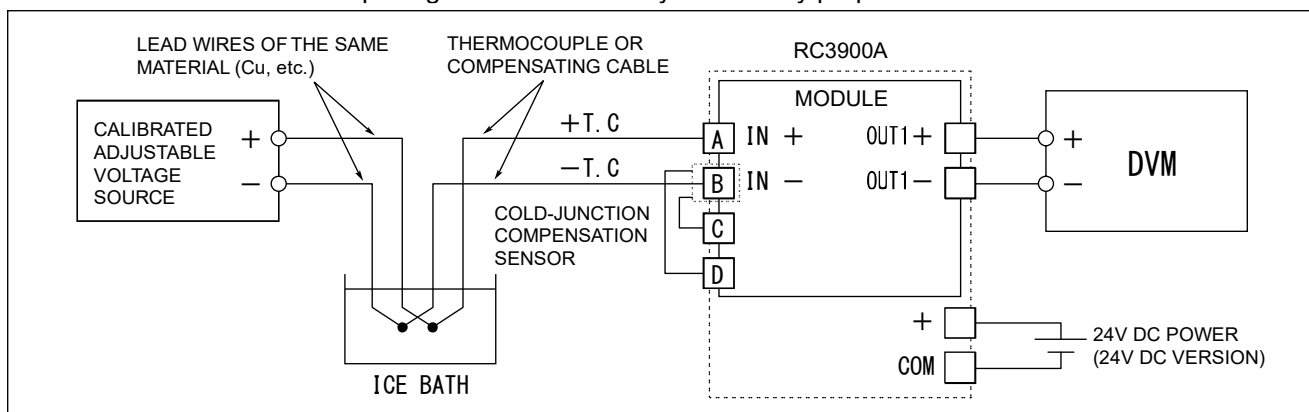 LEAD WIRES OF THE SAME
MATERIAL (Cu, etc.)
THERMOCOUPLE OR
COMPENSATING CABLE
RC3900A
MODULE
CALIBRATED
ADJUSTABLE
VOLTAGE
SOURCE
+
−
+T.C
−T.C
A IN + OUT1+
B IN − OUT1−
C
D
+
−
DVM
COLD-JUNCTION
COMPENSATION
SENSOR
ICE BATH
+
COM
24V DC POWER
(24V DC VERSION)